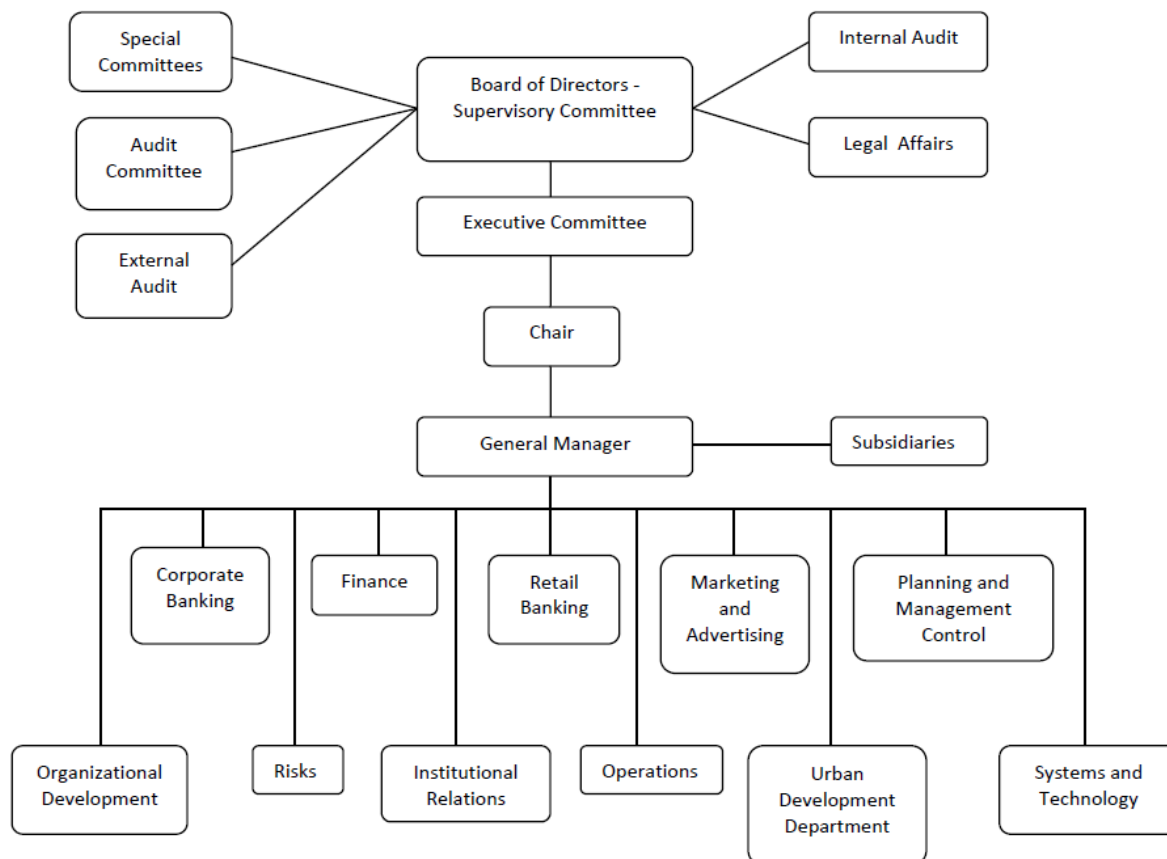 Special
Committees
Internal Audit
Board of Directors -
Supervisory Committee
Audit
Committee
Legal Affairs
Executive Committee
External
Audit
Chair
General Manager
Subsidiaries
Corporate
Banking
Finance
Retail
Banking
Marketing
and
Advertising
Planning and
Management
Control
Organizational
Development
Risks
Institutional
Relations
Operations
Urban
Development
Department
Systems and
Technology